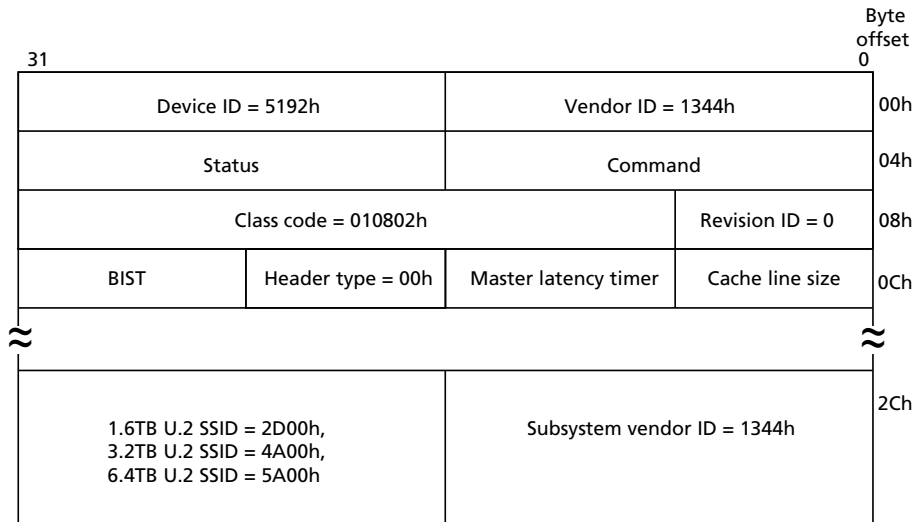 Byte
offset
31
0
Device ID = 5192h
Vendor ID = 1344h
00h
Status
Command
04h
Class code = 010802h
Revision ID = 0
08h
BIST
Header type = 00h
Master latency timer
Cache line size
0Ch
≈
≈
2Ch
1.6TB U.2 SSID = 2D00h,
3.2TB U.2 SSID = 4A00h,
6.4TB U.2 SSID = 5A00h
Subsystem vendor ID = 1344h